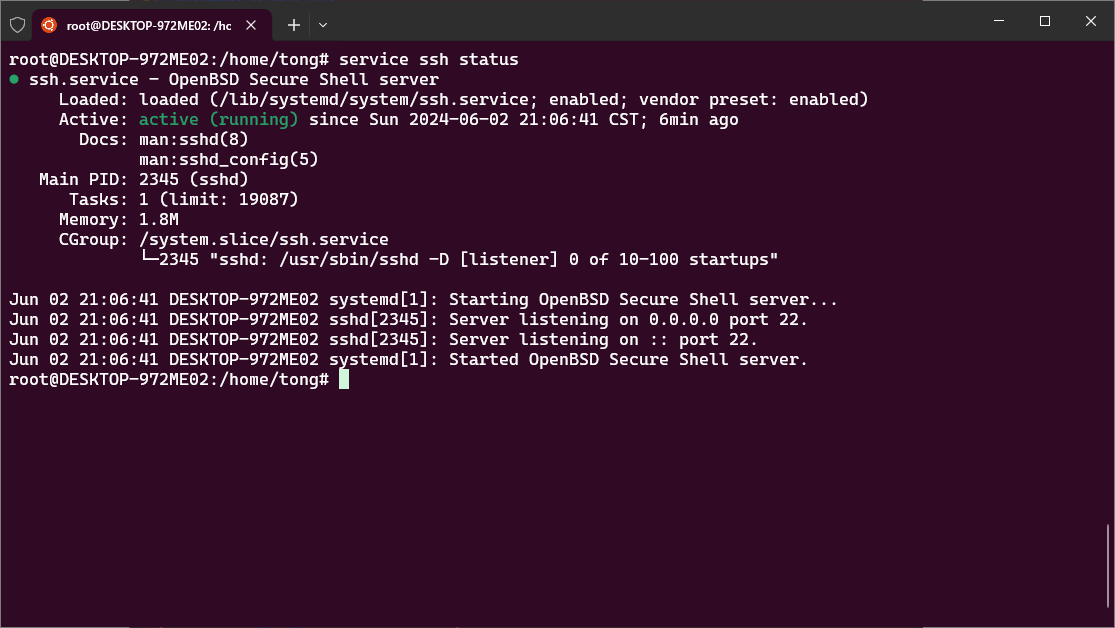 root@DESKTOP-972ME02: /hc
root@DESKTOP-972ME02:/home/tong# service ssh status
● ssh.service - OpenBSD Secure Shell server
     Loaded: loaded (/lib/systemd/system/ssh.service; enabled; vendor preset: enabled)
     Active: active (running) since Sun 2024-06-02 21:06:41 CST; 6min ago
       Docs: man:sshd(8)
             man:sshd_config(5)
   Main PID: 2345 (sshd)
      Tasks: 1 (limit: 19087)
     Memory: 1.8M
     CGroup: /system.slice/ssh.service
             └─2345 "sshd: /usr/sbin/sshd -D [listener] 0 of 10-100 startups"
Jun 02 21:06:41 DESKTOP-972ME02 systemd[1]: Starting OpenBSD Secure Shell server...
Jun 02 21:06:41 DESKTOP-972ME02 sshd[2345]: Server listening on 0.0.0.0 port 22.
Jun 02 21:06:41 DESKTOP-972ME02 sshd[2345]: Server listening on :: port 22.
Jun 02 21:06:41 DESKTOP-972ME02 systemd[1]: Started OpenBSD Secure Shell server.
root@DESKTOP-972ME02:/home/tong#